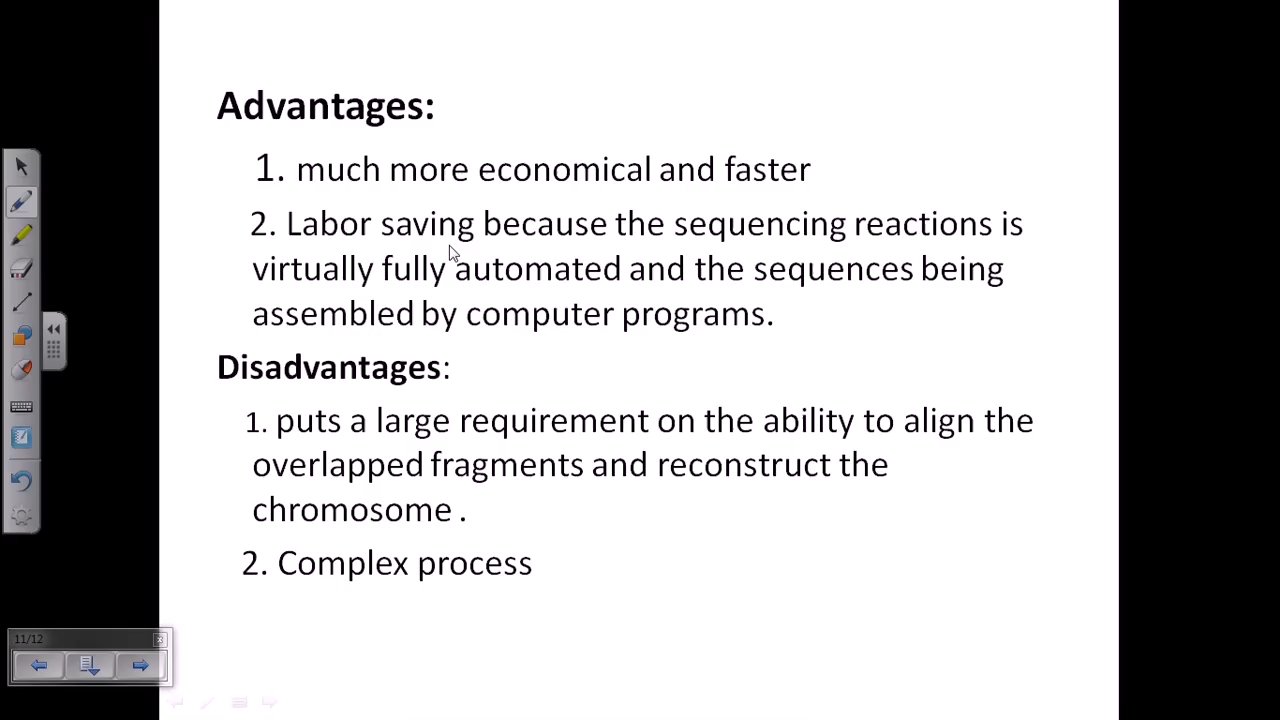 Advantages:
1. much more economical and faster
2. Labor saving because the sequencing reactions is
virtually fully automated and the sequences being
assembled by computer programs.
Disadvantages:
1. puts a large requirement on the ability to align the
overlapped fragments and reconstruct the
chromosome .
2. Complex process
11/12